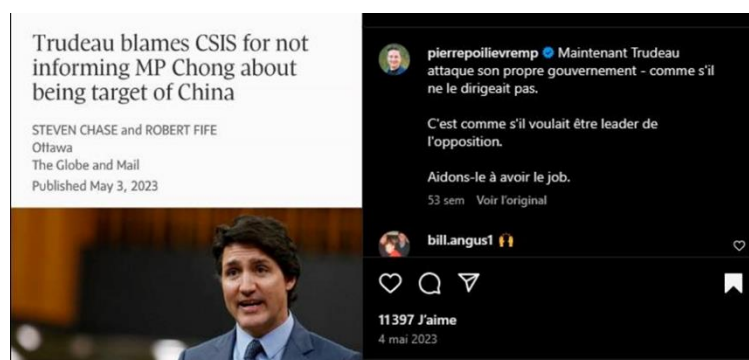 Trudeau blames CSIS for not
informing MP Chong about
being target of China
STEVEN CHASE and ROBERT FIFE
Ottawa
The Globe and Mail
Published May 3, 2023
pierrepoilievremp Maintenant Trudeau
attaque son propre gouvernement - comme s'il
ne le dirigeait pas.
C'est comme s'il voulait être leader de
l'opposition.
Aidons-le à avoir le job.
53 sem Voir l'original
bill.angus1 🙌
11 397 J'aime
4 mai 2023